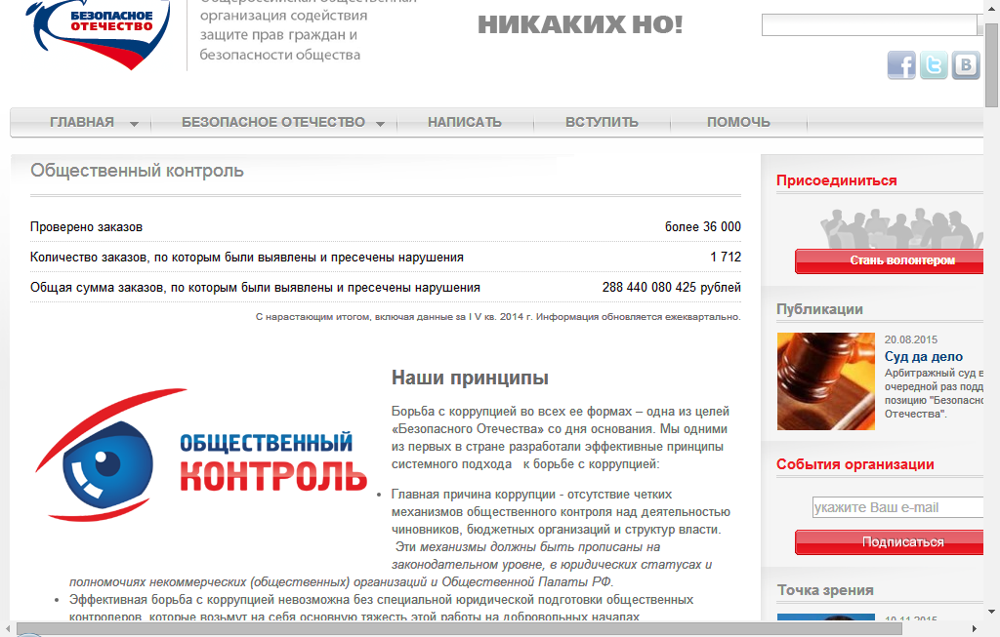 Общероссийская общественная
БЕЗОПАСНОЕ
ОТЕЧЕСТВО
организация содействия
защите прав граждан и
безопасности общества
НИКАКИХ НО!
ГЛАВНАЯ
БЕЗОПАСНОЕ ОТЕЧЕСТВО
НАПИСАТЬ
ВСТУПИТЬ
ПОМОЧЬ
Общественный контроль
Проверено заказов
более 36 000
Количество заказов, по которым были выявлены и пресечены нарушения
1 712
Общая сумма заказов, по которым были выявлены и пресечены нарушения
288 440 080 425 рублей
С нарастающим итогом, включая данные за I V кв. 2014 г. Информация обновляется ежеквартально.
ОБЩЕСТВЕННЫЙ
КОНТРОЛЬ
Наши принципы
Борьба с коррупцией во всех ее формах – одна из целей
«Безопасного Отечества» со дня основания. Мы одними
из первых в стране разработали эффективные принципы
системного подхода к борьбе с коррупцией:
• Главная причина коррупции - отсутствие четких
механизмов общественного контроля над деятельностью
чиновников, бюджетных организаций и структур власти.
Эти механизмы должны быть прописаны на
законодательном уровне, в юридических статусах и
полномочиях некоммерческих (общественных) организаций и Общественной Палаты РФ.
• Эффективная борьба с коррупцией невозможна без специальной юридической подготовки общественных
контролеров, которые возьмут на себя основную тяжесть этой работы на добровольных началах
Присоединиться
Стань волонтером
Публикации
20.08.2015
Суд да дело
Арбитражный суд в
очередной раз подд
позицию "Безопасно
Отечества".
События организации
укажите Ваш e-mail
Подписаться
Точка зрения
10.11.2015